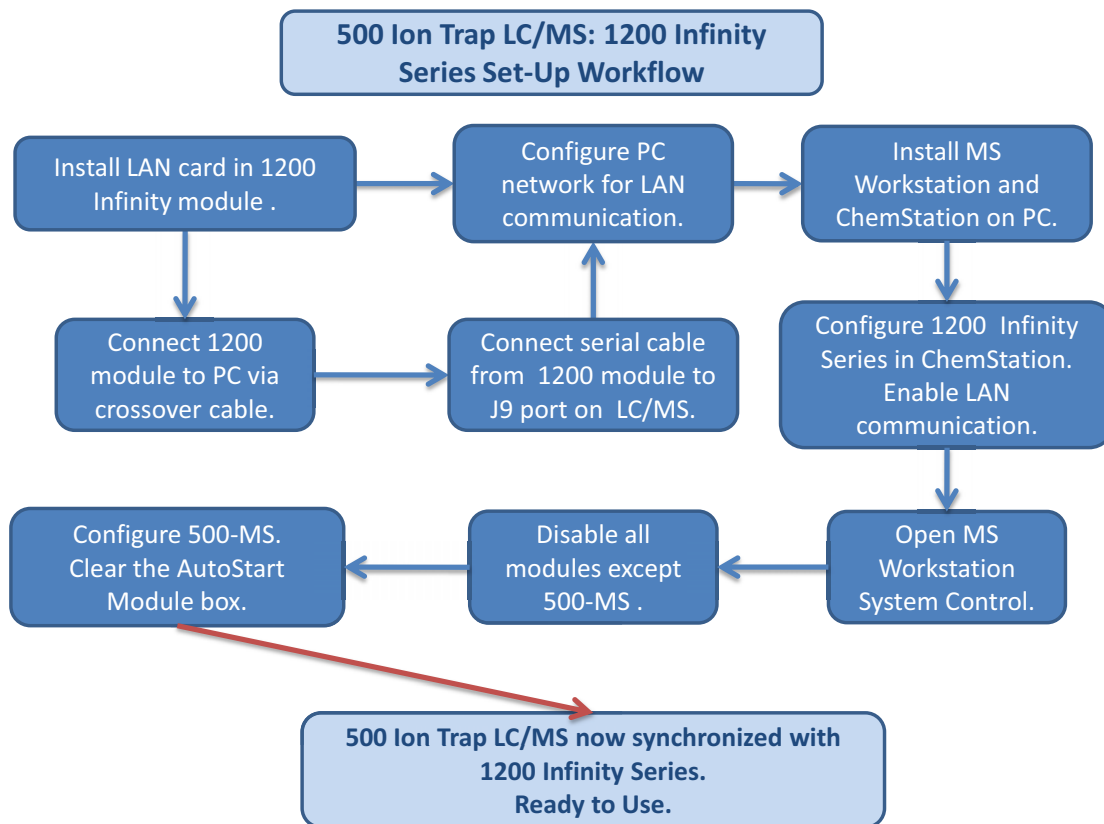 500 Ion Trap LC/MS: 1200 Infinity
Series Set-Up Workflow
Install LAN card in 1200
Infinity module .
Configure PC
network for LAN
communication.
Install MS
Workstation and
ChemStation on PC.
Connect 1200
module to PC via
crossover cable.
Connect serial cable
from 1200 module to
J9 port on LC/MS.
Configure 1200 Infinity
Series in ChemStation.
Enable LAN
communication.
Configure 500-MS.
Clear the AutoStart
Module box.
Disable all
modules except
500-MS .
Open MS
Workstation
System Control.
500 Ion Trap LC/MS now synchronized with
1200 Infinity Series.
Ready to Use.